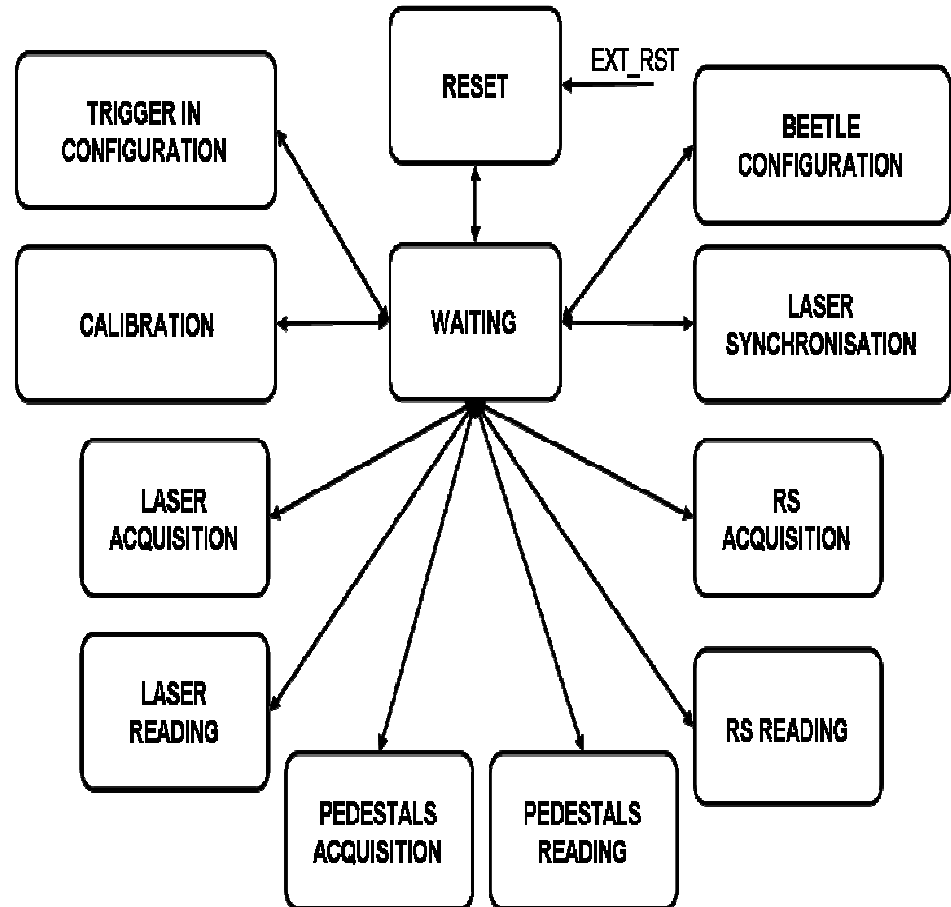 EXT_RST
RESET
TRIGGER IN
CONFIGURATION
BEETLE
CONFIGURATION
CALIBRATION
WAITING
LASER
SYNCHRONISATION
LASER
ACQUISITION
RS
ACQUISITION
LASER
READING
RS READING
PEDESTALS
ACQUISITION
PEDESTALS
READING